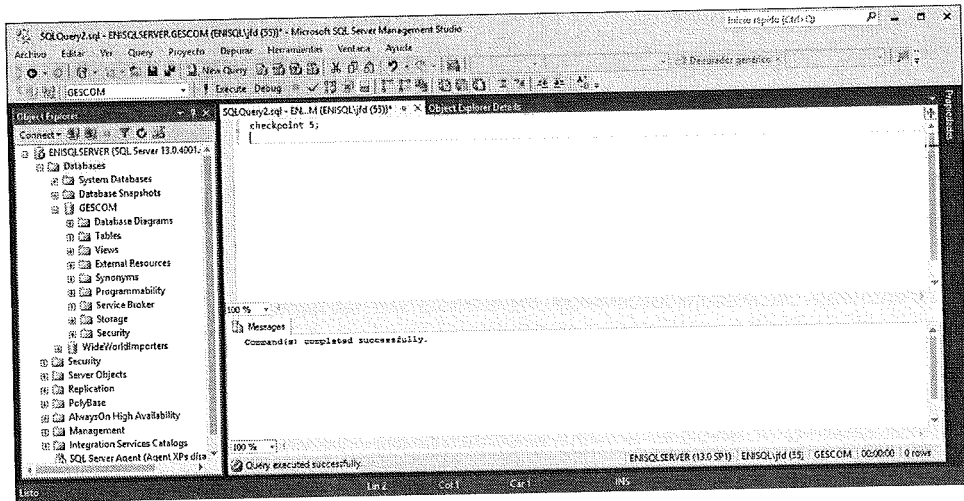 SQLQuery2.sql - ENISQLSERVER.GESCOM (ENISQL\jfd (55))* - Microsoft SQL Server Management Studio
Inicio rápido (Ctrl+Q)
Archivo Editar Ver Query Proyecto Depurar Herramientas Ventana Ayuda
New Query
Depurador genérico
GESCOM
Execute Debug
Object Explorer
SQLQuery2.sql - EN...M (ENISQL\jfd (55))*
Object Explorer Details
Propiedades
Connect
checkpoint 5;
ENISQLSERVER (SQL Server 13.0.4001.
Databases
System Databases
Database Snapshots
GESCOM
Database Diagrams
Tables
Views
External Resources
Synonyms
Programmability
Service Broker
Storage
Security
WideWorldImporters
Security
Server Objects
Replication
PolyBase
AlwaysOn High Availability
Management
Integration Services Catalogs
SQL Server Agent (Agent XPs disa
100 %
Messages
Command(s) completed successfully.
100 %
Query executed successfully.
ENISQLSERVER (13.0 SP1) ENISQL\jfd (55) GESCOM 00:00:00 0 rows
Listo
Lin 2
Col 1
Car 1
INS